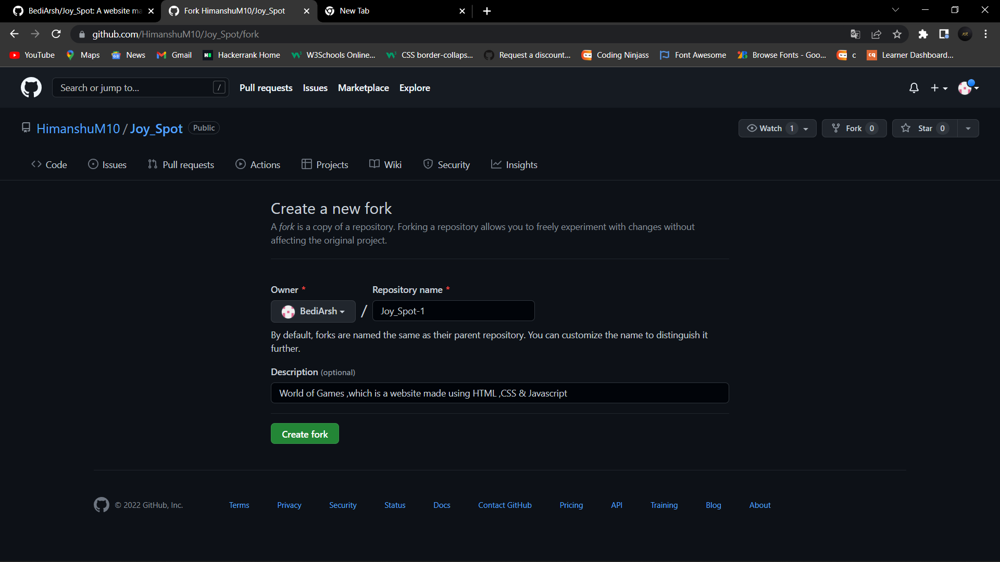 BediArsh/Joy_Spot: A website ma
Fork HimanshuM10/Joy_Spot
New Tab
github.com/HimanshuM10/Joy_Spot/fork
YouTube Maps News Gmail Hackerrank Home W3Schools Online... CSS border-collaps... Request a discount... Coding Ninjass Font Awesome Browse Fonts - Goo... c Learner Dashboard...
Search or jump to... /
Pull requests Issues Marketplace Explore
HimanshuM10 / Joy_Spot Public
Watch 1 Fork 0 Star 0
Code Issues Pull requests Actions Projects Wiki Security Insights
Create a new fork
A fork is a copy of a repository. Forking a repository allows you to freely experiment with changes without
affecting the original project.
Owner * Repository name *
BediArsh / Joy_Spot-1
By default, forks are named the same as their parent repository. You can customize the name to distinguish it
further.
Description (optional)
World of Games ,which is a website made using HTML ,CSS & Javascript
Create fork
© 2022 GitHub, Inc. Terms Privacy Security Status Docs Contact GitHub Pricing API Training Blog About